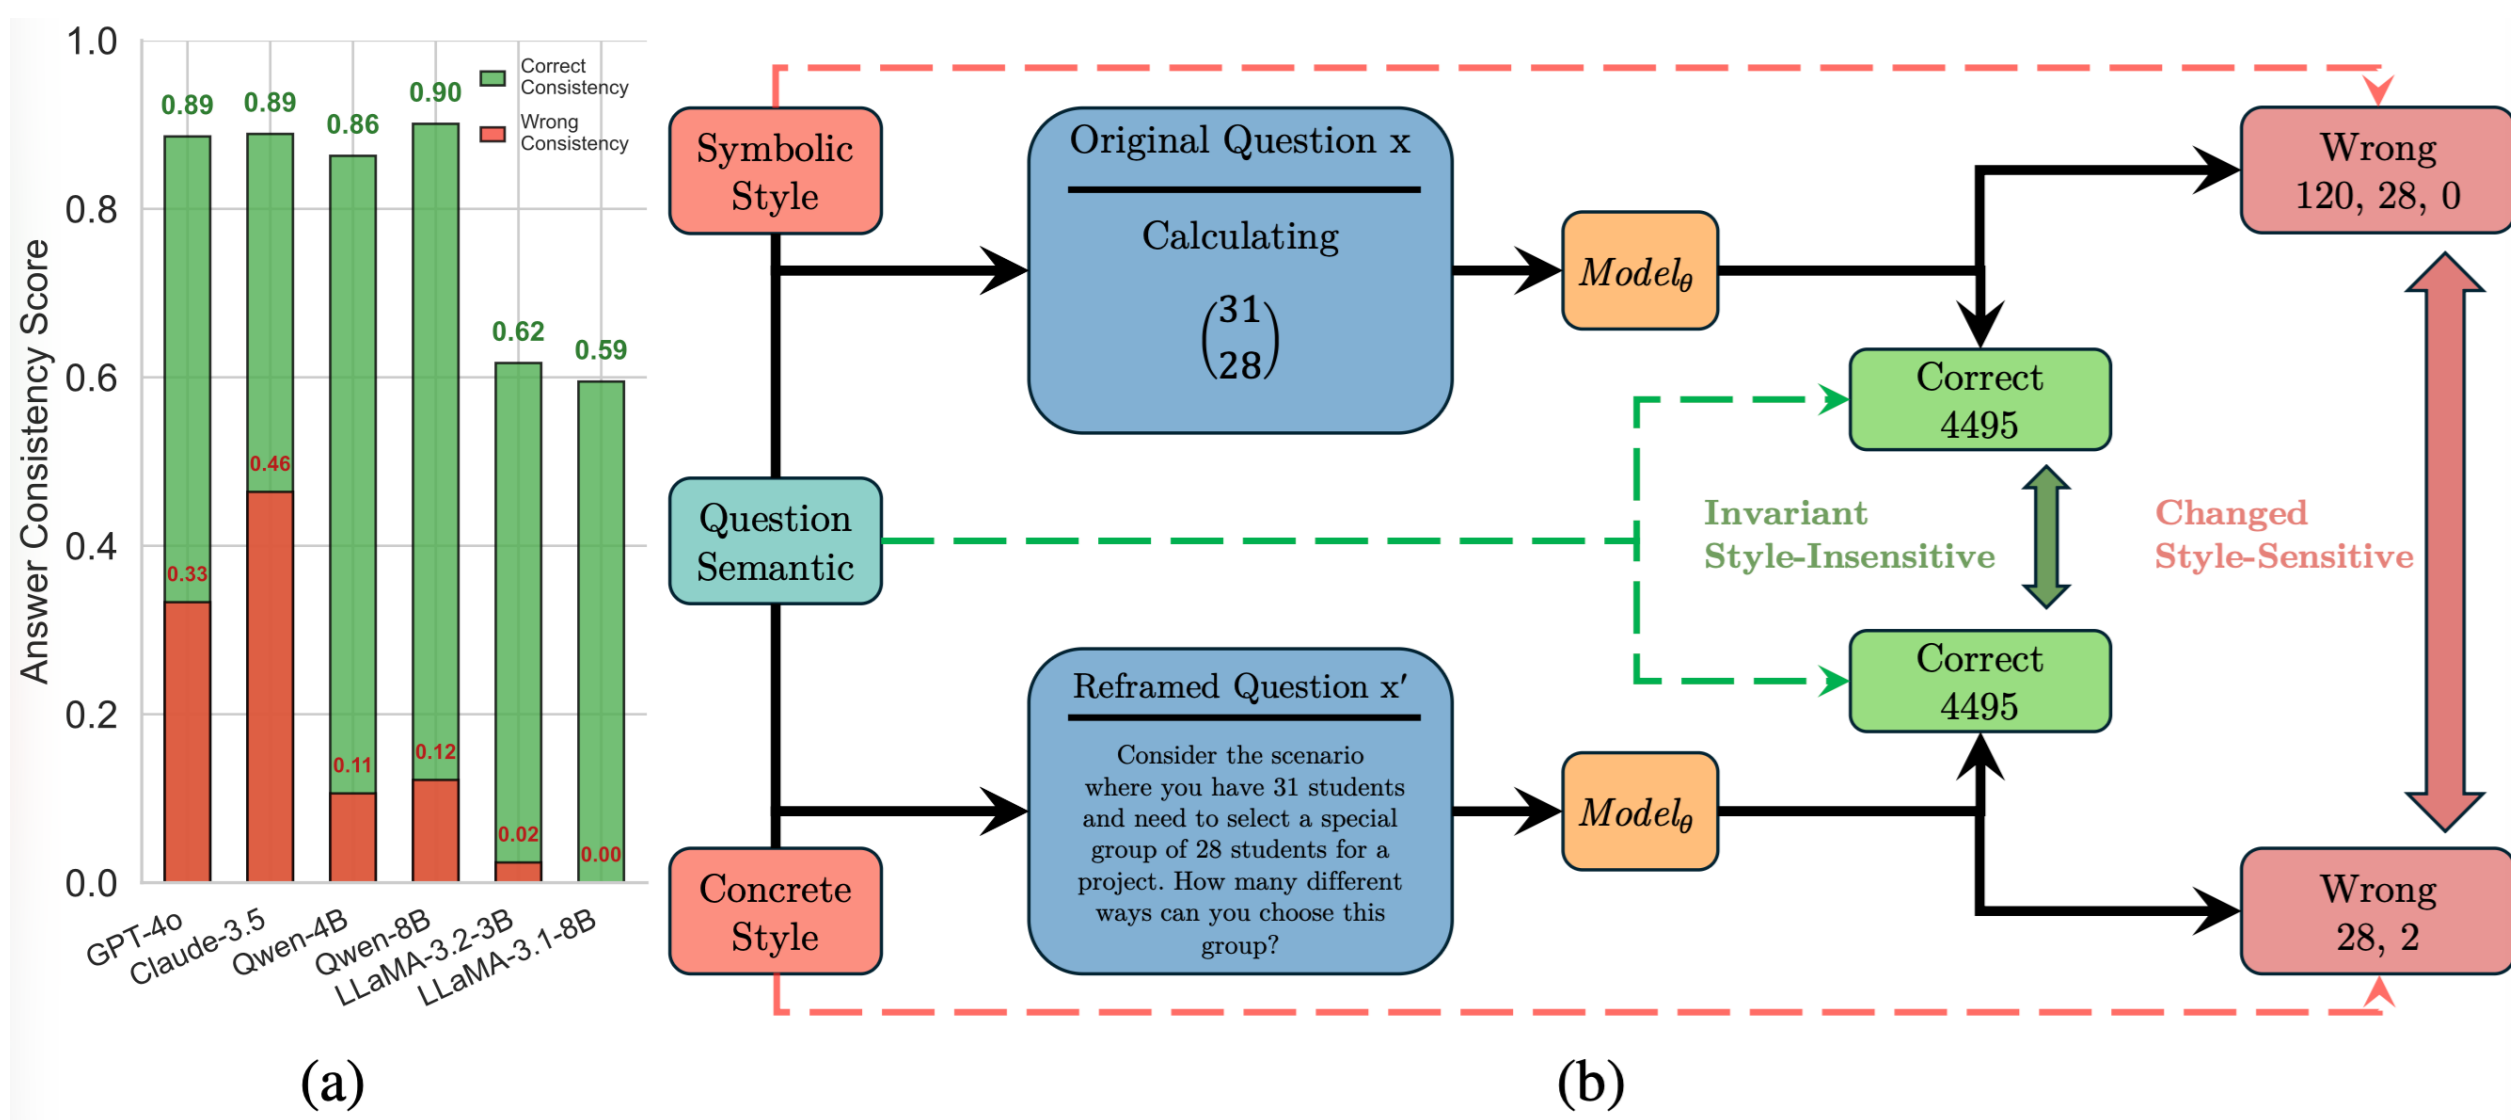 1.0
0.8
0.6
0.4
0.2
0.0
Answer Consistency Score
Correct
Consistency
Wrong
Consistency
0.89
0.89
0.86
0.90
0.62
0.59
0.33
0.46
0.11
0.12
0.02
0.00
GPT-4o
Claude-3.5
Qwen-4B
Qwen-8B
LLaMA-3.2-3B
LLaMA-3.1-8B
(a)
Symbolic
Style
Question
Semantic
Concrete
Style
Original Question x
Calculating
(31
28)
Modelθ
Wrong
120, 28, 0
Correct
4495
Invariant
Style-Insensitive
Changed
Style-Sensitive
Reframed Question x′
Consider the scenario
where you have 31 students
and need to select a special
group of 28 students for a
project. How many different
ways can you choose this
group?
Modelθ
Correct
4495
Wrong
28, 2
(b)